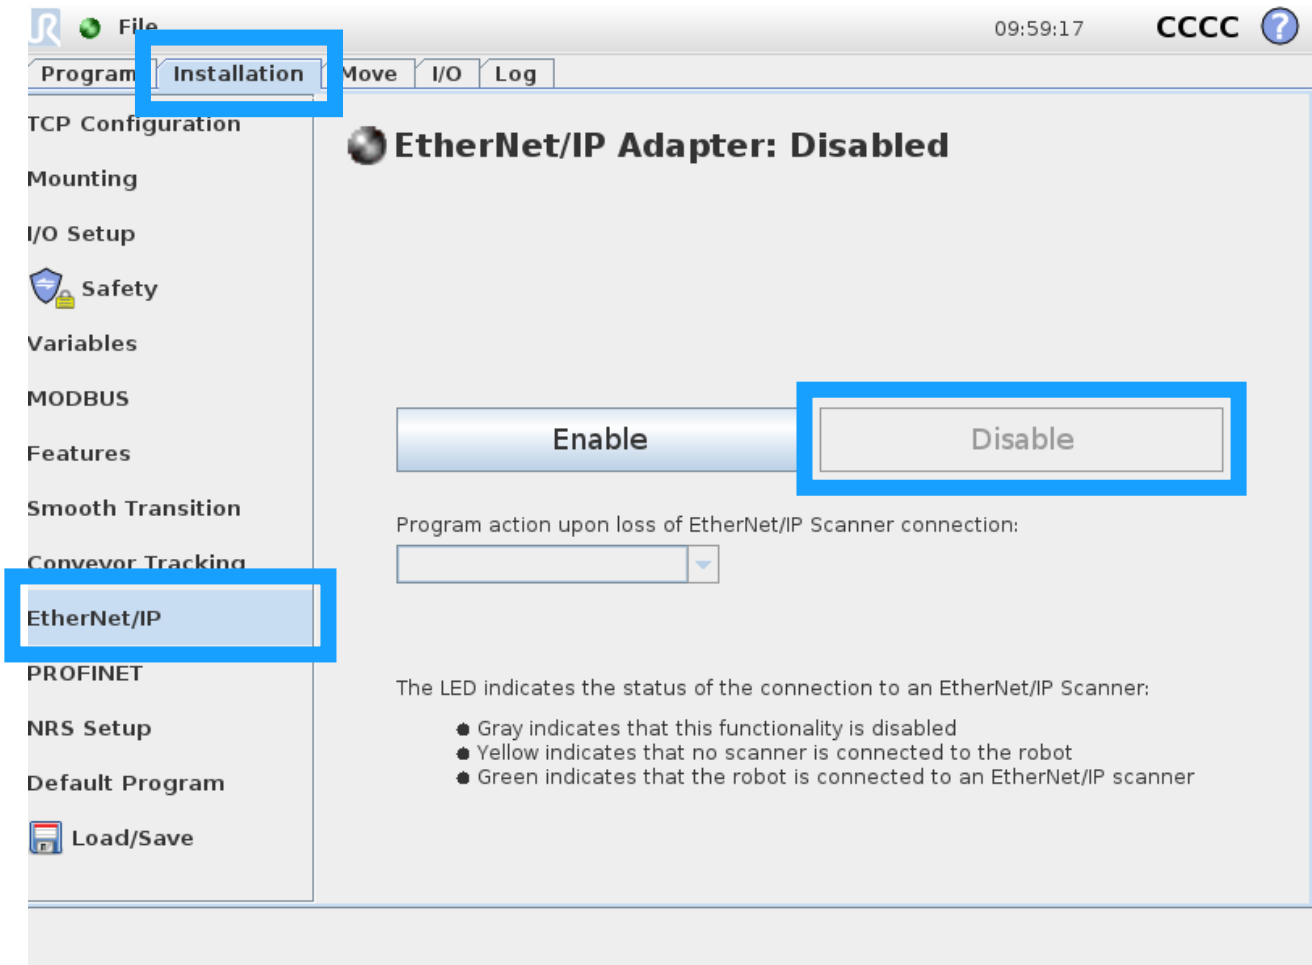 UR File 09:59:17 CCCC ?
Program Installation Move I/O Log
TCP Configuration
Mounting
I/O Setup
Safety
Variables
MODBUS
Features
Smooth Transition
Conveyor Tracking
EtherNet/IP
PROFINET
NRS Setup
Default Program
Load/Save
EtherNet/IP Adapter: Disabled
Enable Disable
Program action upon loss of EtherNet/IP Scanner connection:
The LED indicates the status of the connection to an EtherNet/IP Scanner:
● Gray indicates that this functionality is disabled
● Yellow indicates that no scanner is connected to the robot
● Green indicates that the robot is connected to an EtherNet/IP scanner